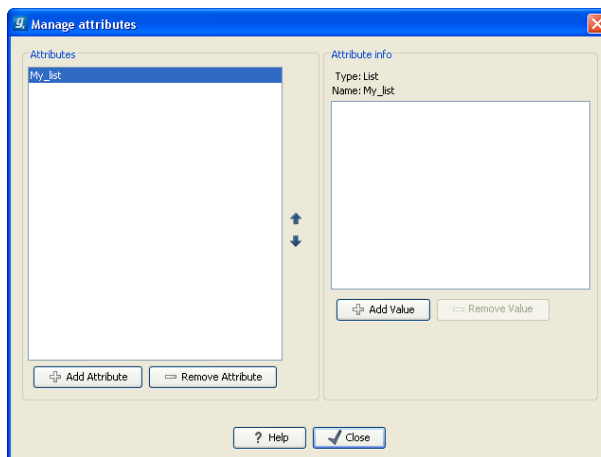 Manage attributes
Attributes
My_list
Add Attribute
Remove Attribute
Attribute info
Type: List
Name: My_list
Add Value
Remove Value
? Help
Close